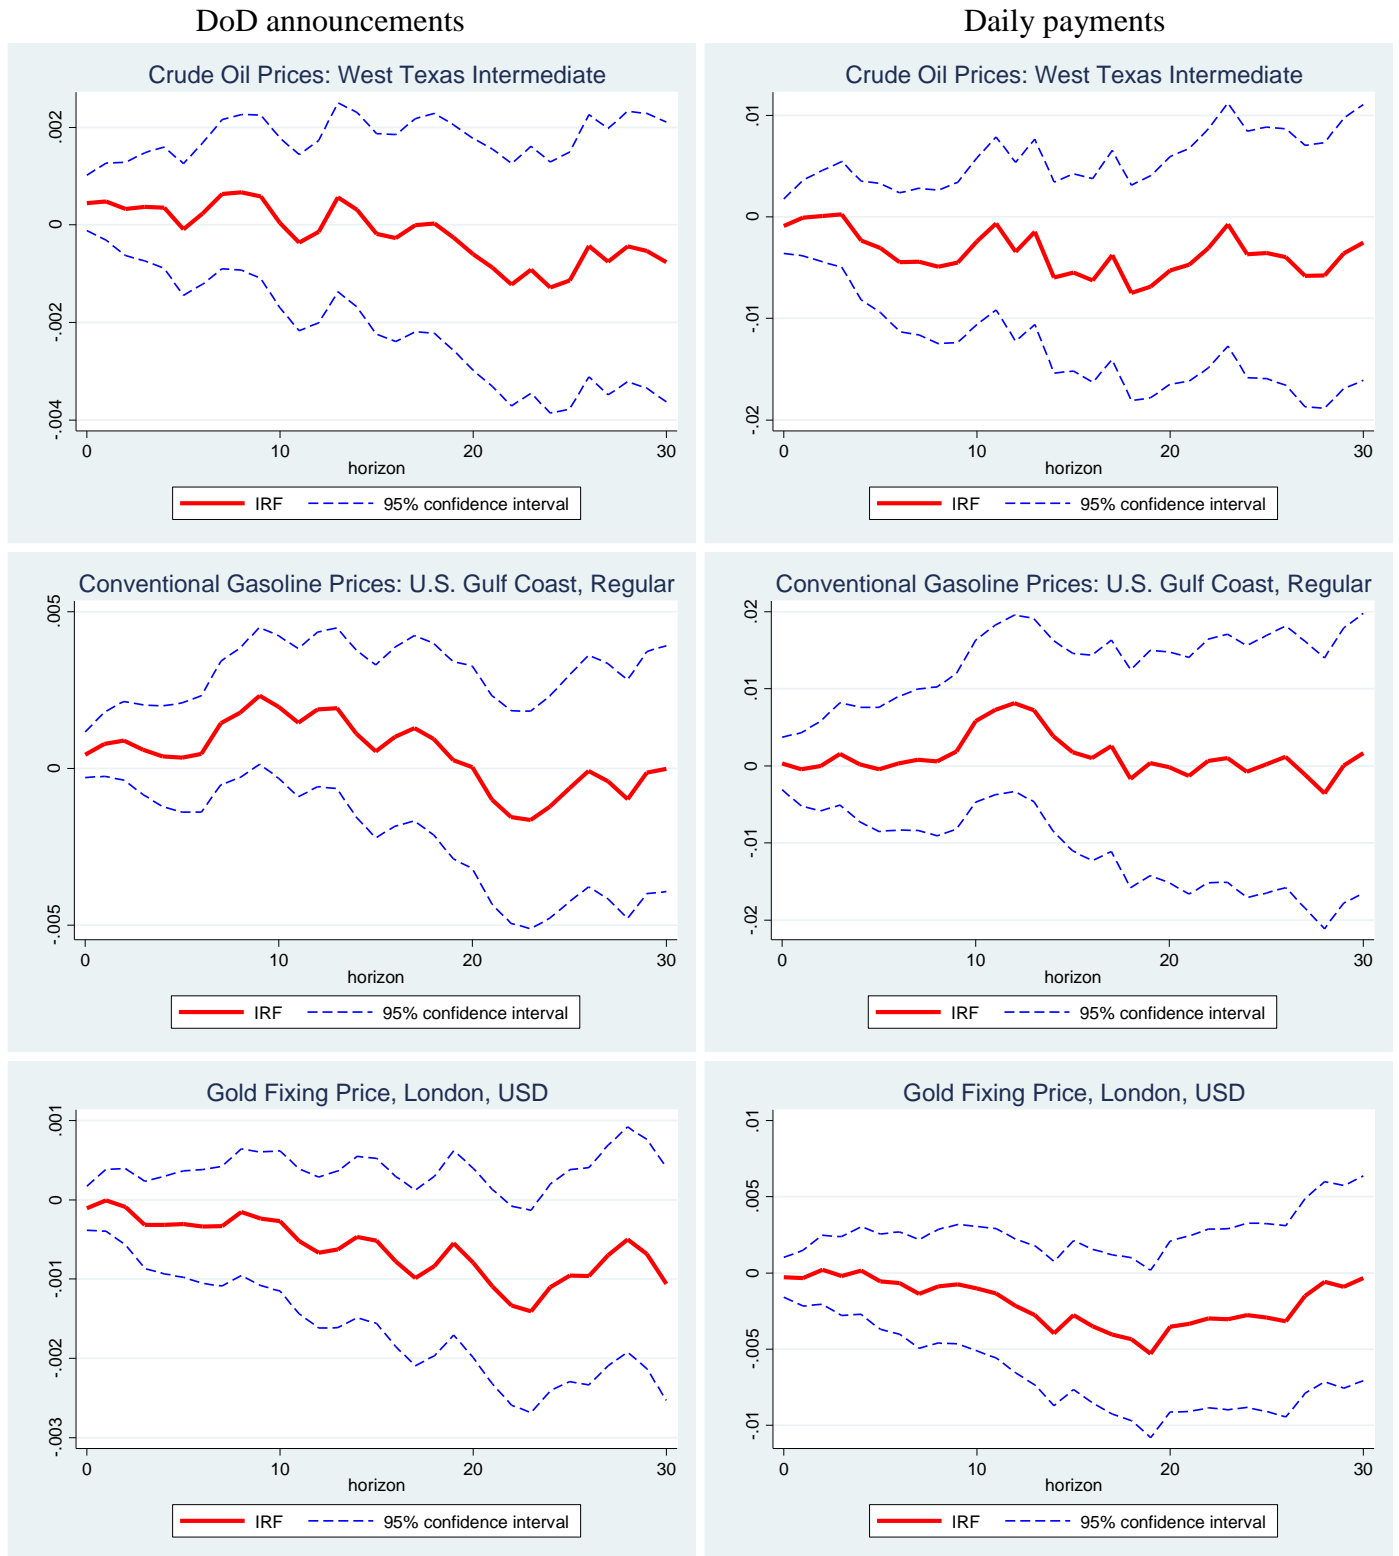 DoD announcements
Daily payments
Crude Oil Prices: West Texas Intermediate
.002
0
-.002
-.004
0 10 20 30
horizon
IRF 95% confidence interval
Crude Oil Prices: West Texas Intermediate
.01
0
-.01
-.02
0 10 20 30
horizon
IRF 95% confidence interval
Conventional Gasoline Prices: U.S. Gulf Coast, Regular
.005
0
-.005
0 10 20 30
horizon
IRF 95% confidence interval
Conventional Gasoline Prices: U.S. Gulf Coast, Regular
.02
.01
0
-.01
-.02
0 10 20 30
horizon
IRF 95% confidence interval
Gold Fixing Price, London, USD
.001
0
-.001
-.002
-.003
0 10 20 30
horizon
IRF 95% confidence interval
Gold Fixing Price, London, USD
.01
.005
0
-.005
-.01
0 10 20 30
horizon
IRF 95% confidence interval